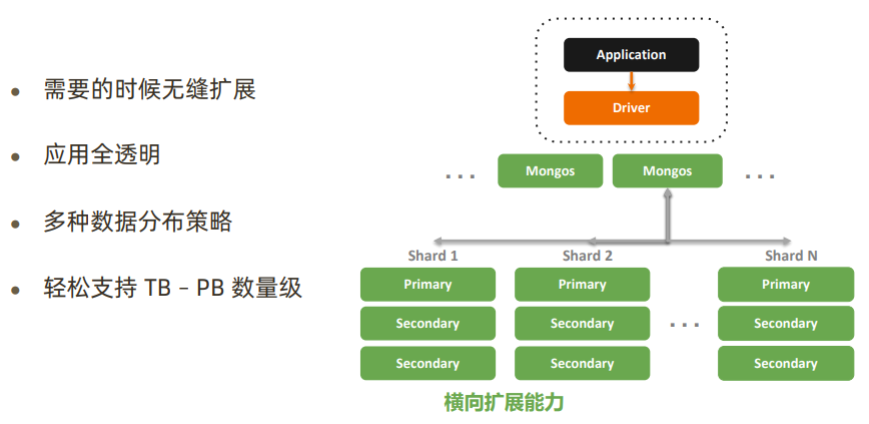 需要的时候无缝扩展
应用全透明
多种数据分布策略
轻松支持 TB – PB 数量级
Application
Driver
... Mongos Mongos ...
Shard 1 Shard 2 Shard N
Primary Primary Primary
Secondary Secondary ... Secondary
Secondary Secondary Secondary
横向扩展能力